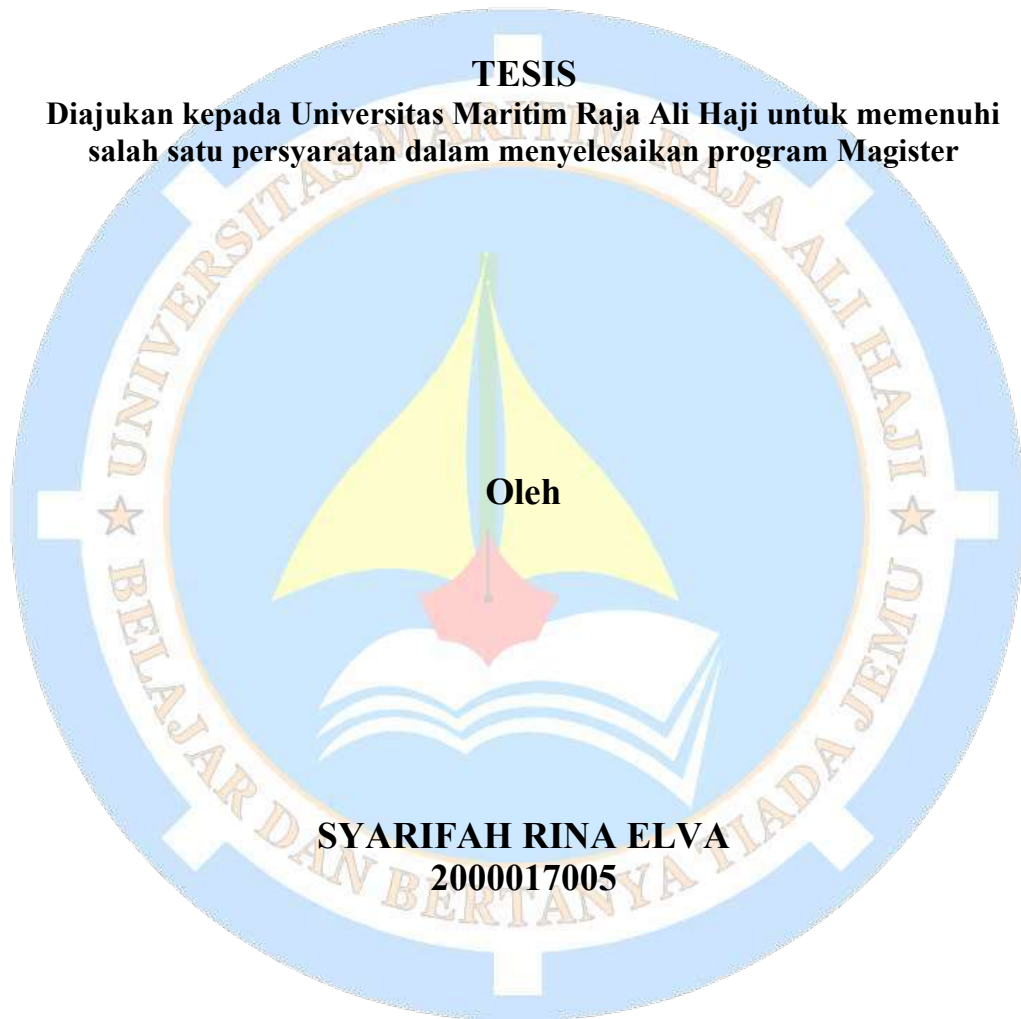 TESIS
Diajukan kepada Universitas Maritim Raja Ali Haji untuk memenuhi
salah satu persyaratan dalam menyelesaikan program Magister
UNIVERSITAS MARITIM RAJA ALI HAJI
Oleh
BELAJAR DAN BERTANYA TIADA JEMU
SYARIFAH RINA ELVA
2000017005